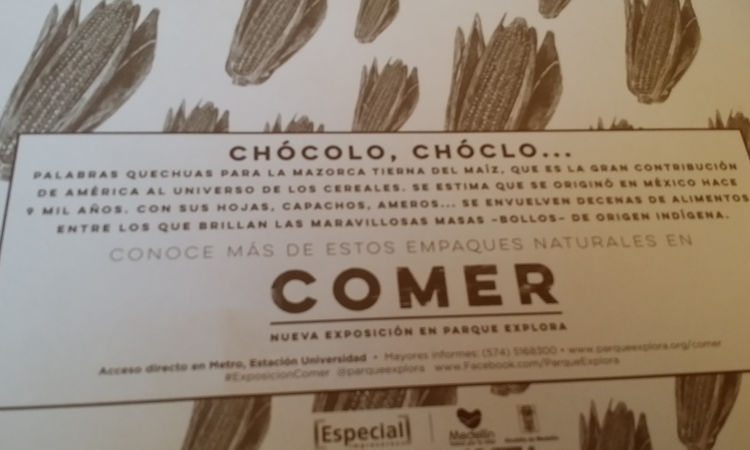 CHÓCOLO, CHÓCLO...
PALABRAS QUECHUAS PARA LA MAZORCA TIERNA DEL MAÍZ, QUE ES LA GRAN CONTRIBUCIÓN
DE AMÉRICA AL UNIVERSO DE LOS CEREALES. SE ESTIMA QUE SE ORIGINÓ EN MÉXICO HACE
9 MIL AÑOS. CON SUS HOJAS, CAPACHOS, AMEROS... SE ENVUELVEN DECENAS DE ALIMENTOS
ENTRE LOS QUE BRILLAN LAS MARAVILLOSAS MASAS –BOLLOS– DE ORIGEN INDÍGENA.
CONOCE MÁS DE ESTOS EMPAQUES NATURALES EN
COMER
NUEVA EXPOSICIÓN EN PARQUE EXPLORA
Acceso directo en Metro, Estación Universidad • Mayores informes: (574) 5168300 • www.parqueexplora.org/comer
#ExposicionComer @parqueexplora www.Facebook.com/ParqueExplora
[Especial] Medellín Alcaldía de Medellín